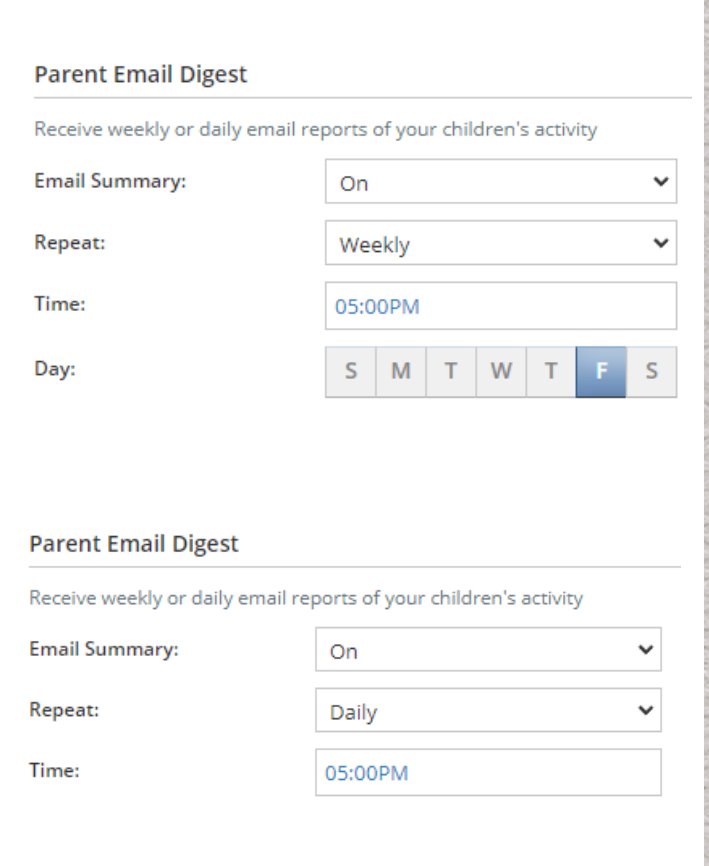 Parent Email Digest
Receive weekly or daily email reports of your children's activity
Email Summary: On
Repeat: Weekly
Time: 05:00PM
Day: S M T W T F S
Parent Email Digest
Receive weekly or daily email reports of your children's activity
Email Summary: On
Repeat: Daily
Time: 05:00PM